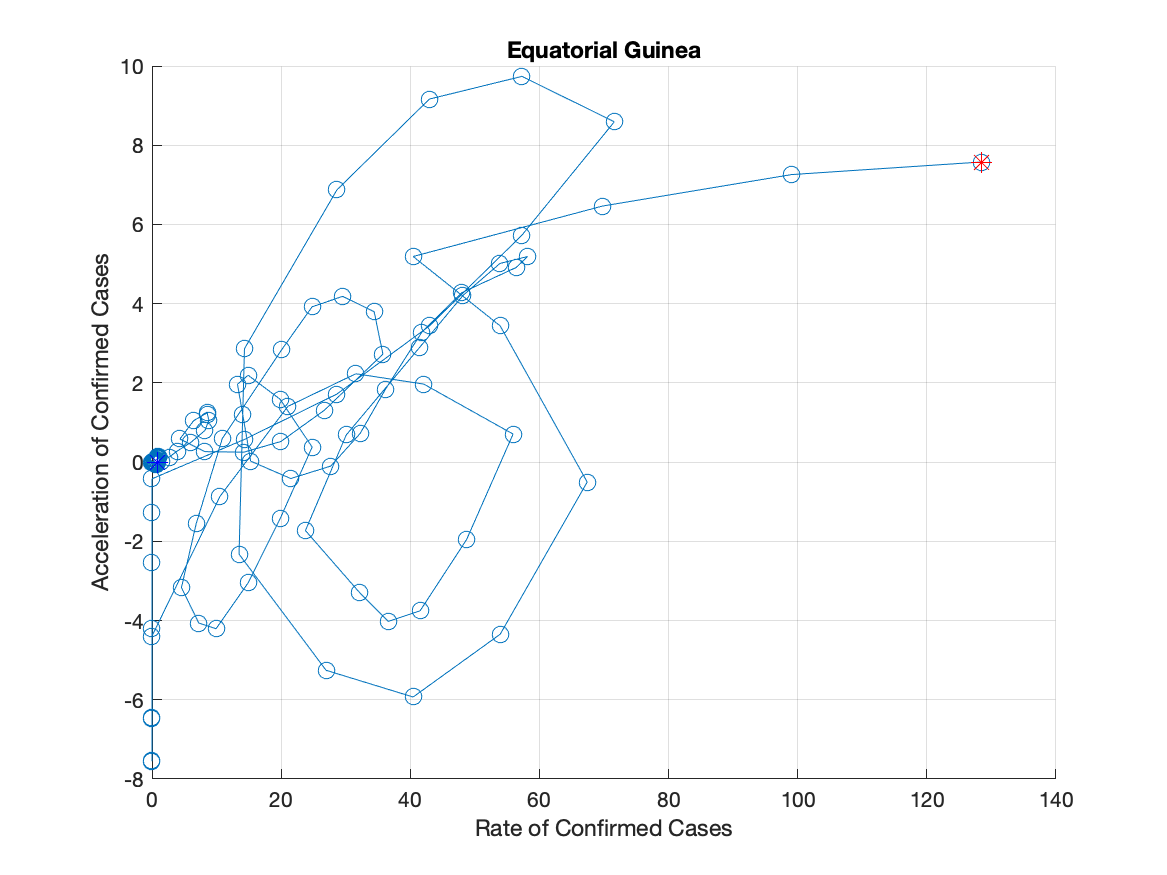 Equatorial Guinea
10
8
6
4
2
0
-2
-4
-6
-8
Acceleration of Confirmed Cases
0 20 40 60 80 100 120 140
Rate of Confirmed Cases